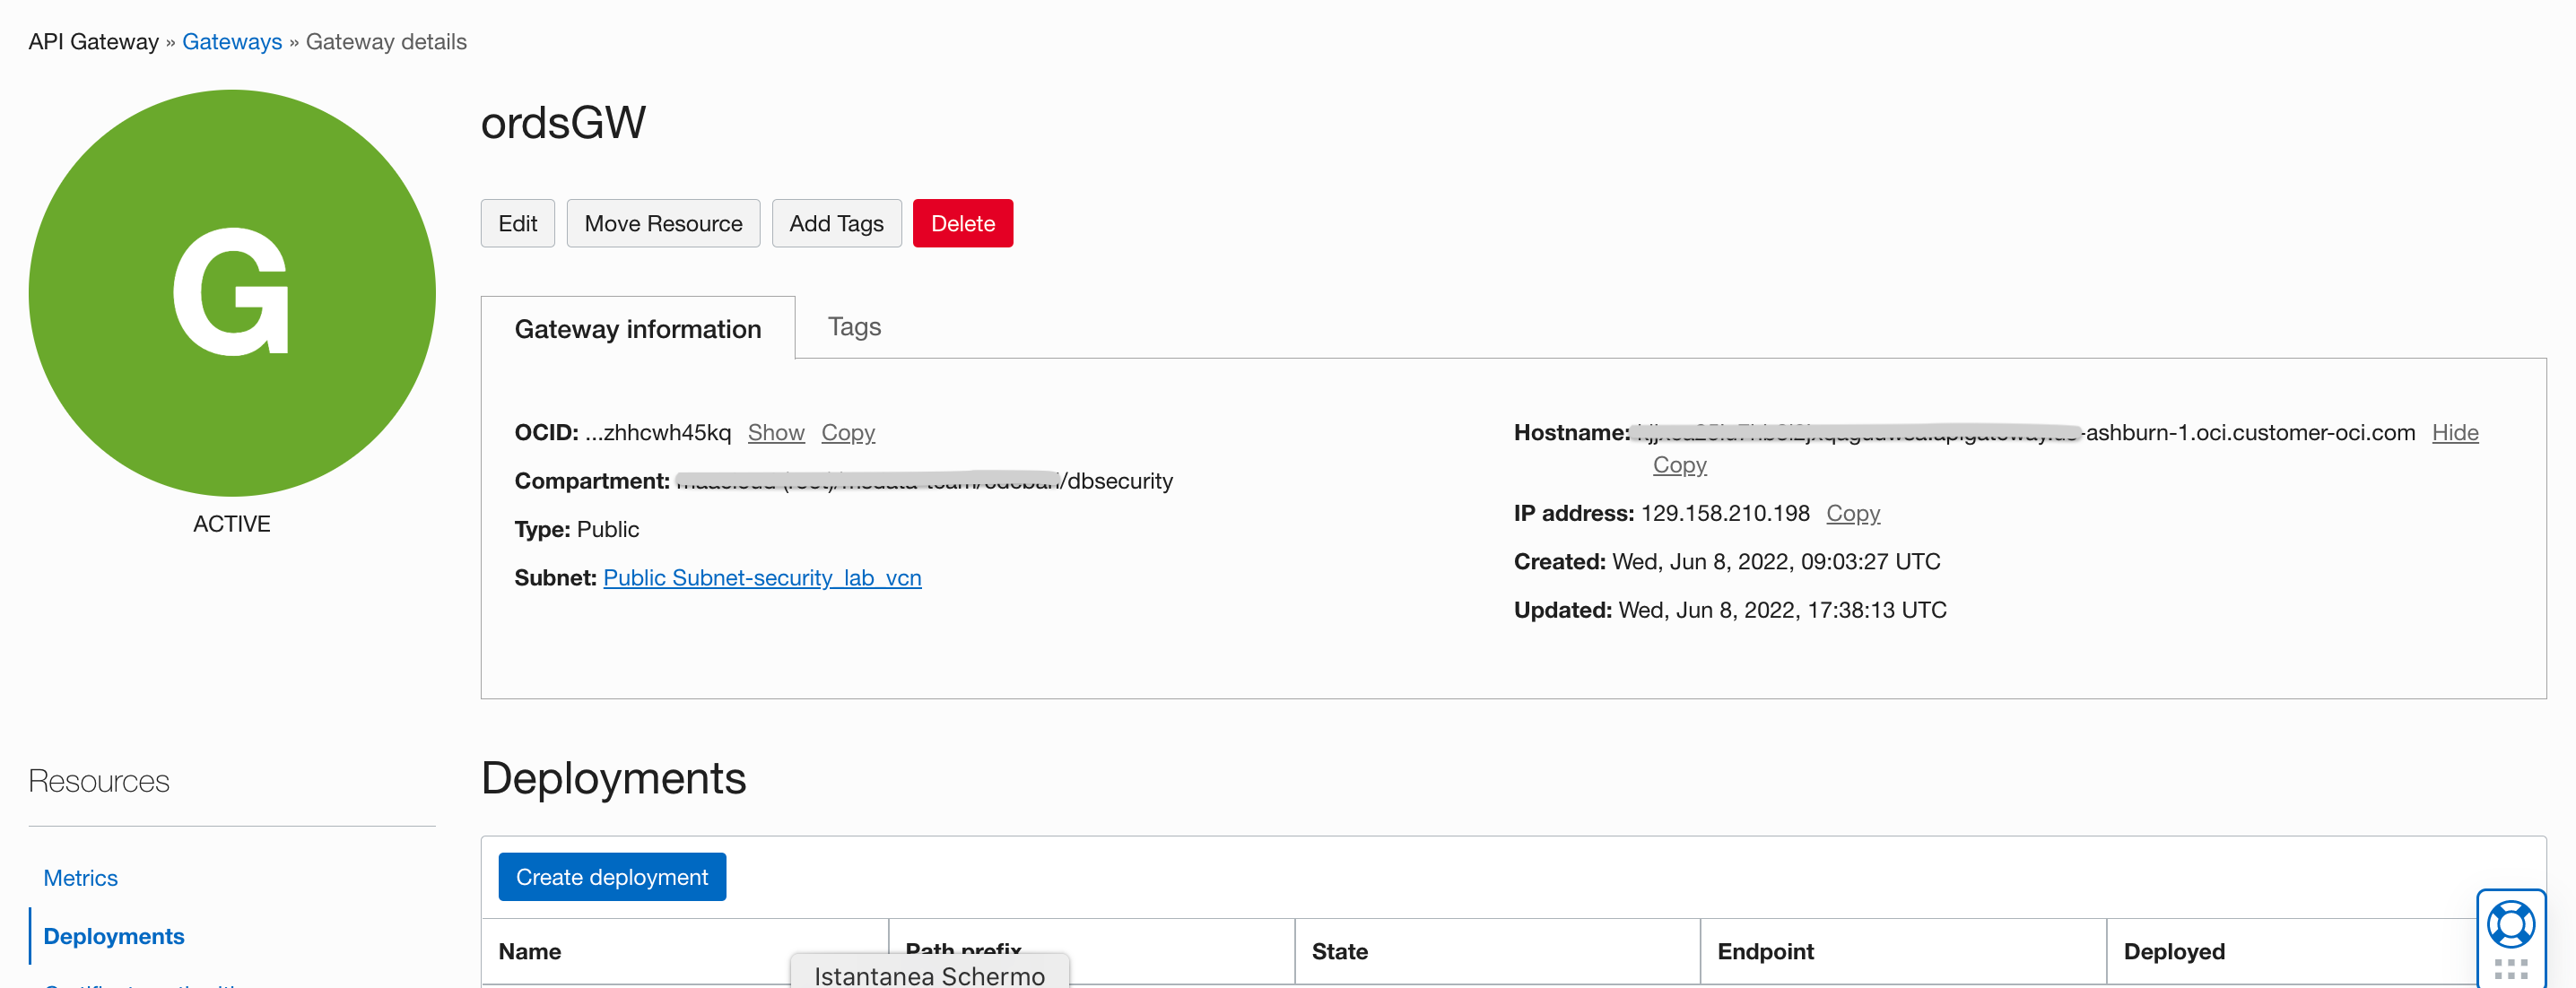 API Gateway » Gateways » Gateway details
G
ACTIVE
ordsGW
Edit Move Resource Add Tags Delete
Gateway information Tags
OCID: ...zhhcwh45kq Show Copy
Compartment: /dbsecurity
Type: Public
Subnet: Public Subnet-security_lab_vcn
Hostname: -ashburn-1.oci.customer-oci.com Hide
Copy
IP address: 129.158.210.198 Copy
Created: Wed, Jun 8, 2022, 09:03:27 UTC
Updated: Wed, Jun 8, 2022, 17:38:13 UTC
Resources
Metrics
Deployments
Deployments
Create deployment
Name Path prefix State Endpoint Deployed
Istantanea Schermo